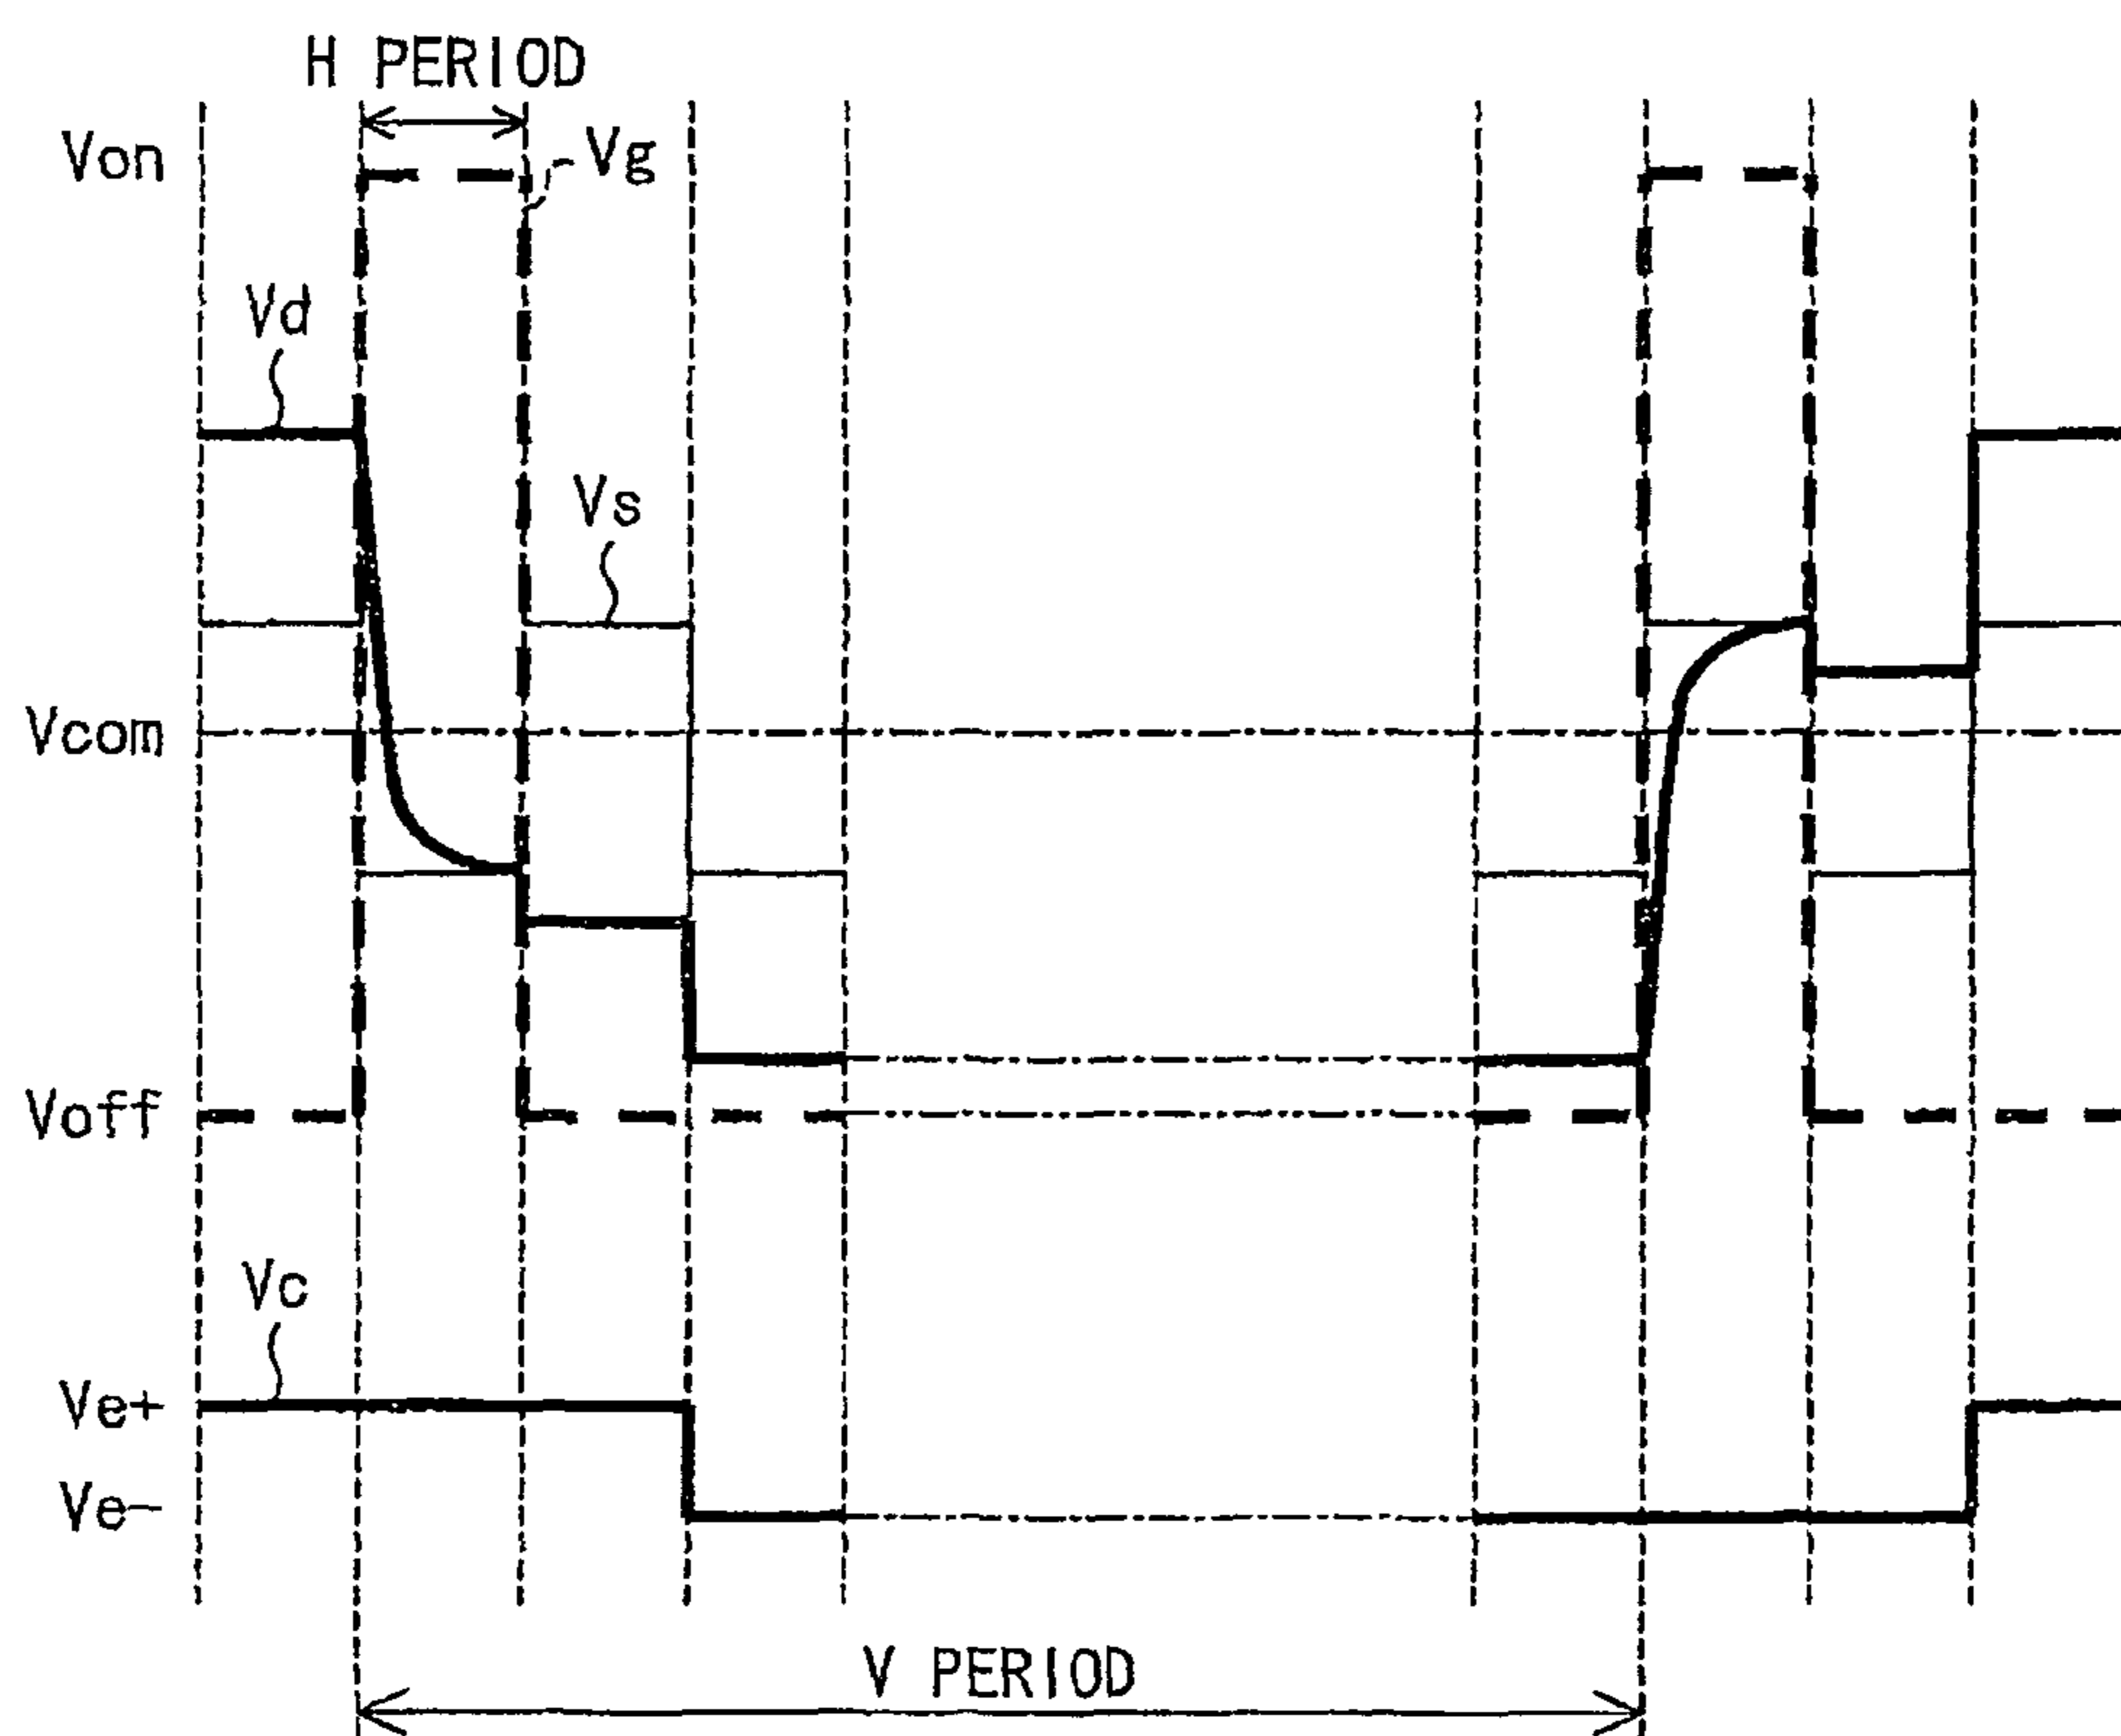 H PERIOD
Von
Vg
Vd
Vs
Vcom
Voff
Vc
Ve+
Ve−
V PERIOD